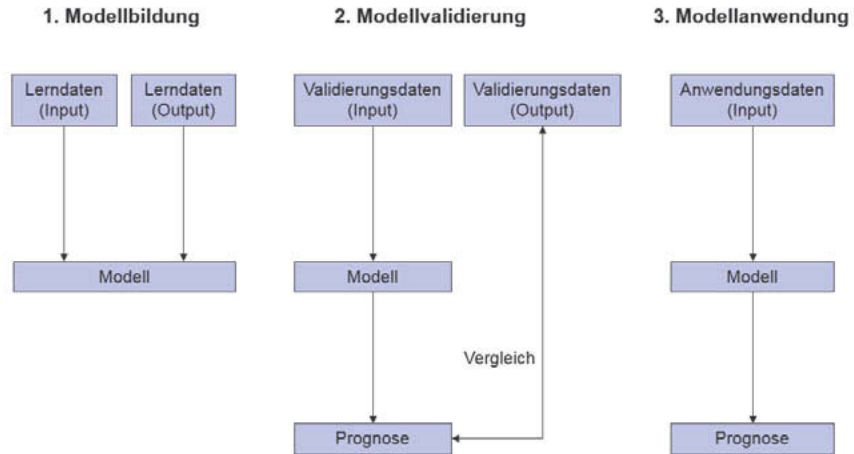 1. Modellbildung
2. Modellvalidierung
3. Modellanwendung
Lerndaten
(Input)
Lerndaten
(Output)
Validierungsdaten
(Input)
Validierungsdaten
(Output)
Anwendungsdaten
(Input)
Modell
Modell
Modell
Vergleich
Prognose
Prognose